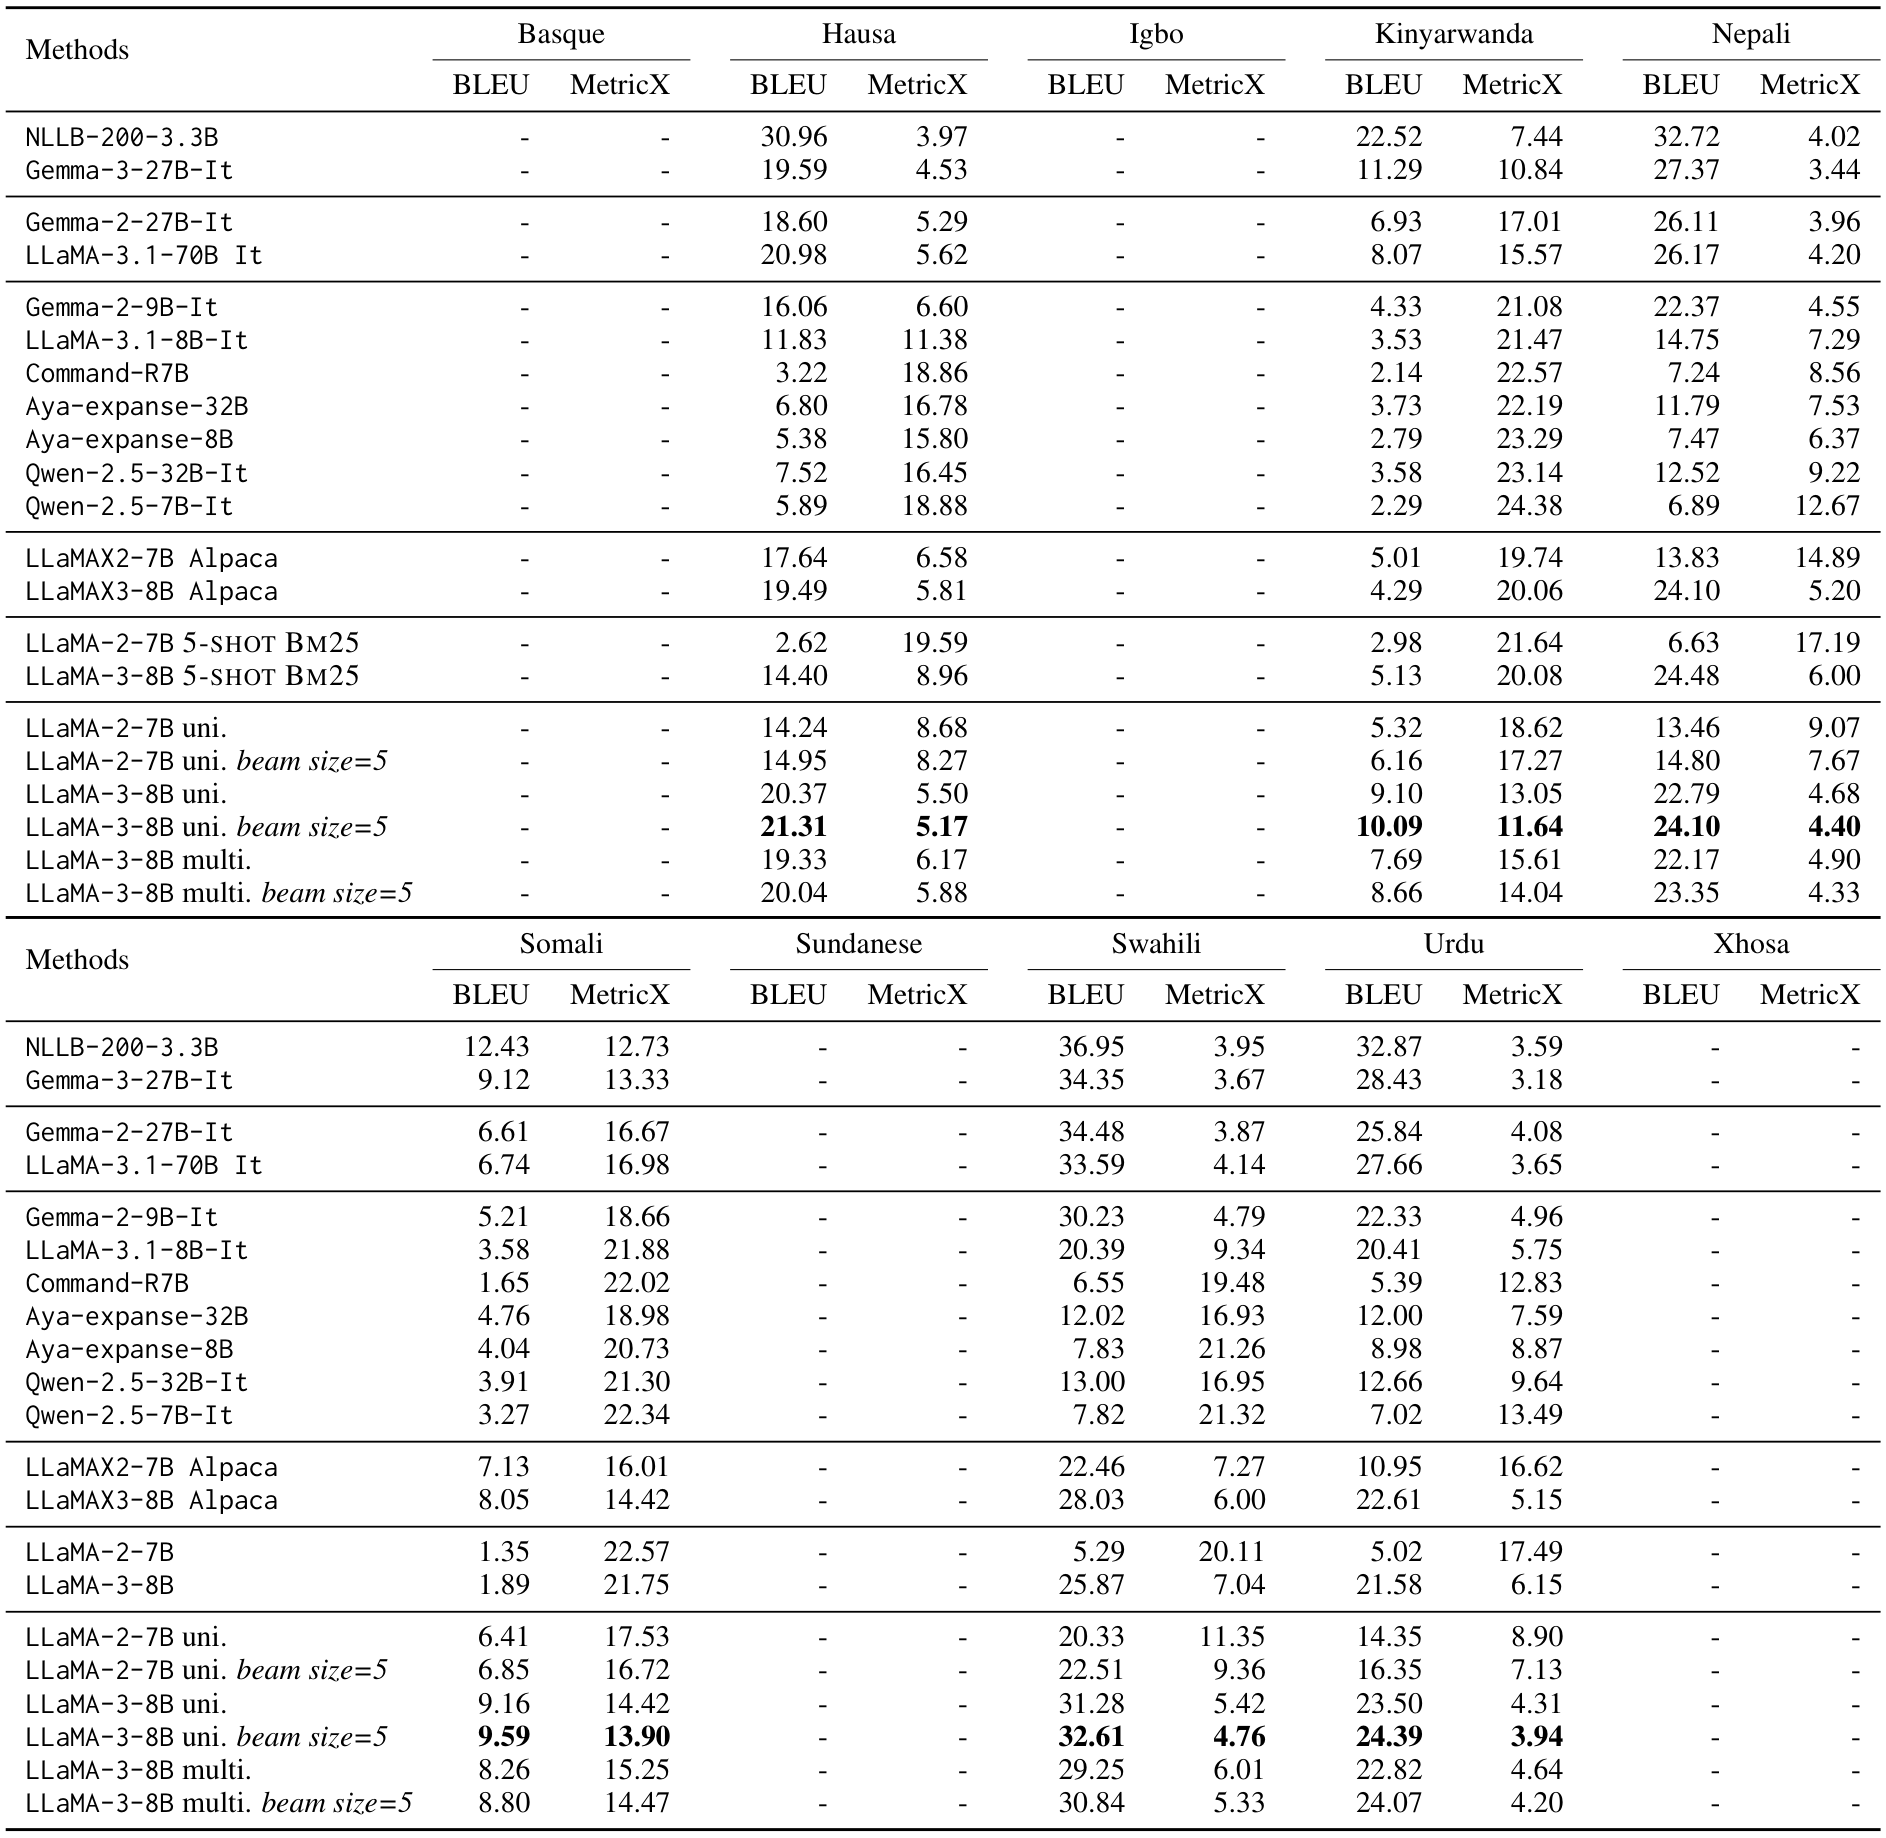 Methods Basque Hausa Igbo Kinyarwanda Nepali
BLEU MetricX BLEU MetricX BLEU MetricX BLEU MetricX BLEU MetricX
NLLB-200-3.3B - - 30.96 3.97 - - 22.52 7.44 32.72 4.02
Gemma-3-27B-It - - 19.59 4.53 - - 11.29 10.84 27.37 3.44
Gemma-2-27B-It - - 18.60 5.29 - - 6.93 17.01 26.11 3.96
LLaMA-3.1-70B It - - 20.98 5.62 - - 8.07 15.57 26.17 4.20
Gemma-2-9B-It - - 16.06 6.60 - - 4.33 21.08 22.37 4.55
LLaMA-3.1-8B-It - - 11.83 11.38 - - 3.53 21.47 14.75 7.29
Command-R7B - - 3.22 18.86 - - 2.14 22.57 7.24 8.56
Aya-expanse-32B - - 6.80 16.78 - - 3.73 22.19 11.79 7.53
Aya-expanse-8B - - 5.38 15.80 - - 2.79 23.29 7.47 6.37
Qwen-2.5-32B-It - - 7.52 16.45 - - 3.58 23.14 12.52 9.22
Qwen-2.5-7B-It - - 5.89 18.88 - - 2.29 24.38 6.89 12.67
LLaMAX2-7B Alpaca - - 17.64 6.58 - - 5.01 19.74 13.83 14.89
LLaMAX3-8B Alpaca - - 19.49 5.81 - - 4.29 20.06 24.10 5.20
LLaMA-2-7B 5-SHOT BM25 - - 2.62 19.59 - - 2.98 21.64 6.63 17.19
LLaMA-3-8B 5-SHOT BM25 - - 14.40 8.96 - - 5.13 20.08 24.48 6.00
LLaMA-2-7B uni. - - 14.24 8.68 - - 5.32 18.62 13.46 9.07
LLaMA-2-7B uni. beam size=5 - - 14.95 8.27 - - 6.16 17.27 14.80 7.67
LLaMA-3-8B uni. - - 20.37 5.50 - - 9.10 13.05 22.79 4.68
LLaMA-3-8B uni. beam size=5 - - 21.31 5.17 - - 10.09 11.64 24.10 4.40
LLaMA-3-8B multi. - - 19.33 6.17 - - 7.69 15.61 22.17 4.90
LLaMA-3-8B multi. beam size=5 - - 20.04 5.88 - - 8.66 14.04 23.35 4.33
Methods Somali Sundanese Swahili Urdu Xhosa
BLEU MetricX BLEU MetricX BLEU MetricX BLEU MetricX BLEU MetricX
NLLB-200-3.3B 12.43 12.73 - - 36.95 3.95 32.87 3.59 - -
Gemma-3-27B-It 9.12 13.33 - - 34.35 3.67 28.43 3.18 - -
Gemma-2-27B-It 6.61 16.67 - - 34.48 3.87 25.84 4.08 - -
LLaMA-3.1-70B It 6.74 16.98 - - 33.59 4.14 27.66 3.65 - -
Gemma-2-9B-It 5.21 18.66 - - 30.23 4.79 22.33 4.96 - -
LLaMA-3.1-8B-It 3.58 21.88 - - 20.39 9.34 20.41 5.75 - -
Command-R7B 1.65 22.02 - - 6.55 19.48 5.39 12.83 - -
Aya-expanse-32B 4.76 18.98 - - 12.02 16.93 12.00 7.59 - -
Aya-expanse-8B 4.04 20.73 - - 7.83 21.26 8.98 8.87 - -
Qwen-2.5-32B-It 3.91 21.30 - - 13.00 16.95 12.66 9.64 - -
Qwen-2.5-7B-It 3.27 22.34 - - 7.82 21.32 7.02 13.49 - -
LLaMAX2-7B Alpaca 7.13 16.01 - - 22.46 7.27 10.95 16.62 - -
LLaMAX3-8B Alpaca 8.05 14.42 - - 28.03 6.00 22.61 5.15 - -
LLaMA-2-7B 1.35 22.57 - - 5.29 20.11 5.02 17.49 - -
LLaMA-3-8B 1.89 21.75 - - 25.87 7.04 21.58 6.15 - -
LLaMA-2-7B uni. 6.41 17.53 - - 20.33 11.35 14.35 8.90 - -
LLaMA-2-7B uni. beam size=5 6.85 16.72 - - 22.51 9.36 16.35 7.13 - -
LLaMA-3-8B uni. 9.16 14.42 - - 31.28 5.42 23.50 4.31 - -
LLaMA-3-8B uni. beam size=5 9.59 13.90 - - 32.61 4.76 24.39 3.94 - -
LLaMA-3-8B multi. 8.26 15.25 - - 29.25 6.01 22.82 4.64 - -
LLaMA-3-8B multi. beam size=5 8.80 14.47 - - 30.84 5.33 24.07 4.20 - -